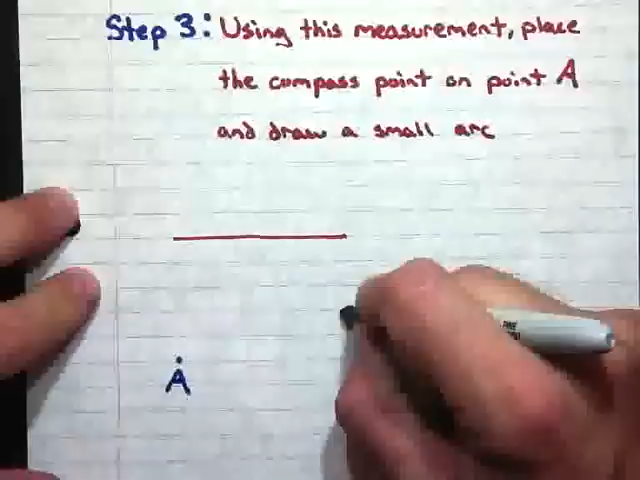 Step 3: Using this measurement, place
the compass point on point A
and draw a small arc
A